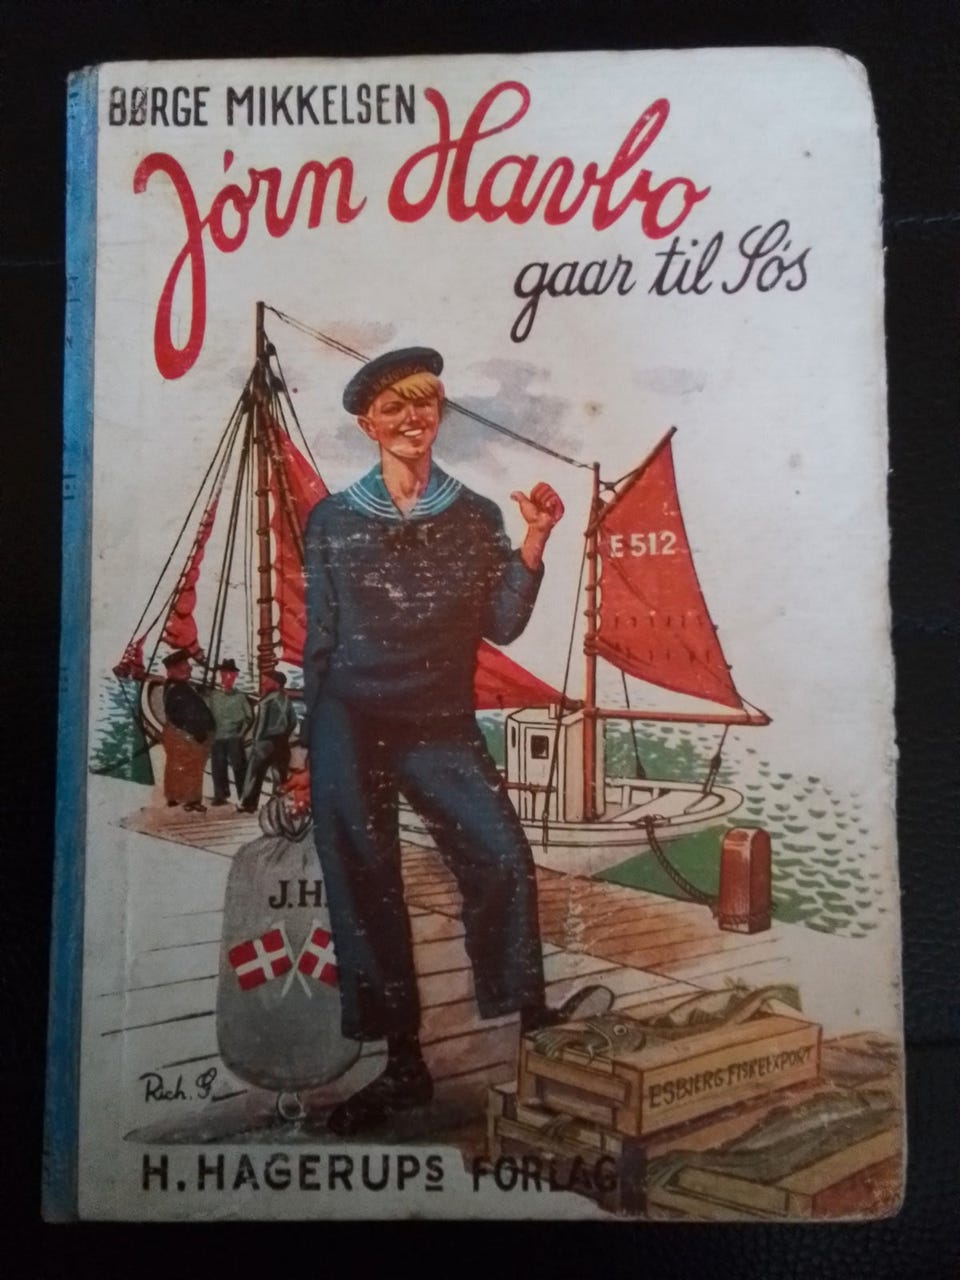 BØRGE MIKKELSEN
Jørn Havbo
gaar til Søs
E 512
J.H.
ESBJERG FISKEEXPORT
Rich. S.
H. HAGERUPS FORLAG